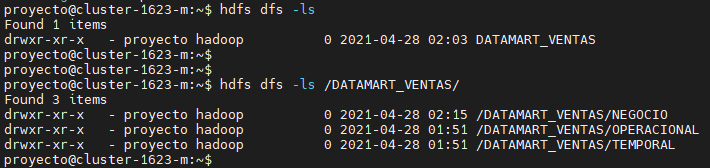 proyecto@cluster-1623-m:~$ hdfs dfs -ls
Found 1 items
drwxr-xr-x   - proyecto hadoop          0 2021-04-28 02:03 DATAMART_VENTAS
proyecto@cluster-1623-m:~$
proyecto@cluster-1623-m:~$
proyecto@cluster-1623-m:~$ hdfs dfs -ls /DATAMART_VENTAS/
Found 3 items
drwxr-xr-x   - proyecto hadoop          0 2021-04-28 02:15 /DATAMART_VENTAS/NEGOCIO
drwxr-xr-x   - proyecto hadoop          0 2021-04-28 01:51 /DATAMART_VENTAS/OPERACIONAL
drwxr-xr-x   - proyecto hadoop          0 2021-04-28 01:51 /DATAMART_VENTAS/TEMPORAL
proyecto@cluster-1623-m:~$